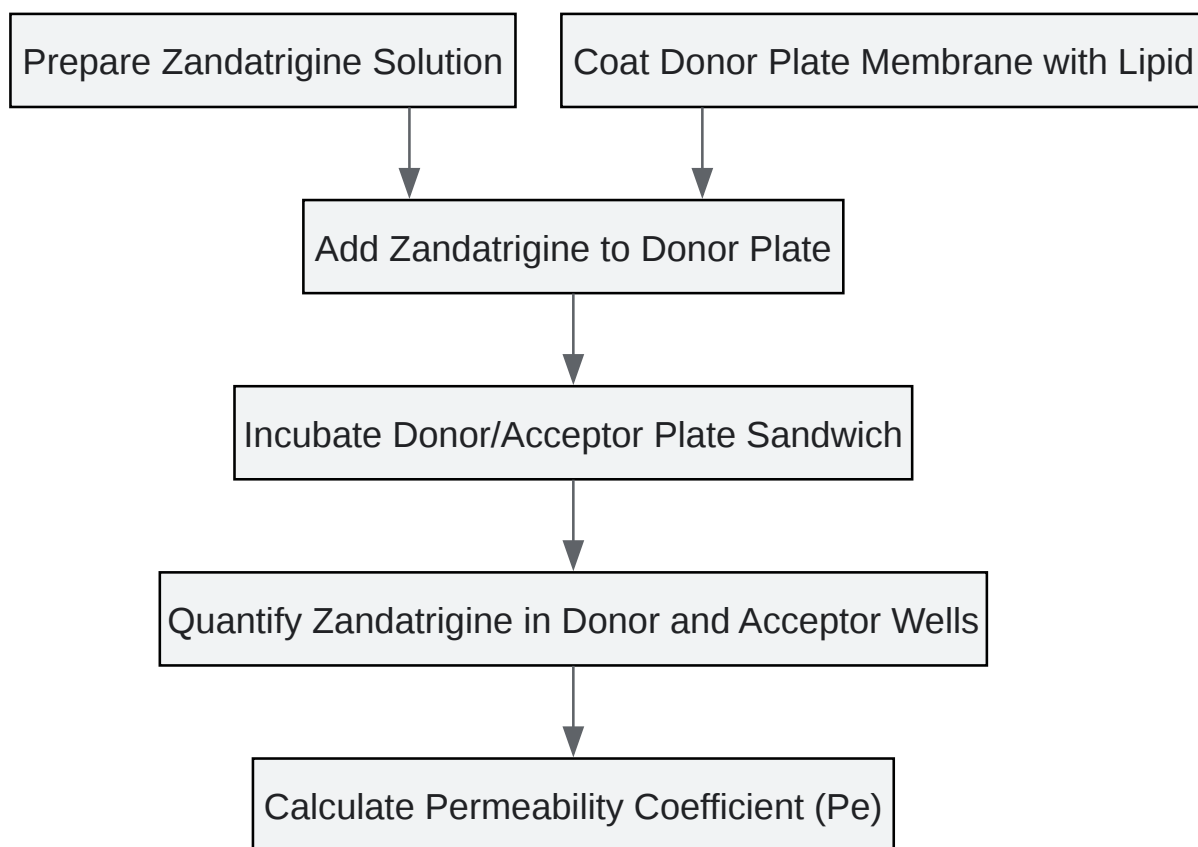 Prepare Zandatrigine Solution
Coat Donor Plate Membrane with Lipid
Add Zandatrigine to Donor Plate
Incubate Donor/Acceptor Plate Sandwich
Quantify Zandatrigine in Donor and Acceptor Wells
Calculate Permeability Coefficient (Pe)